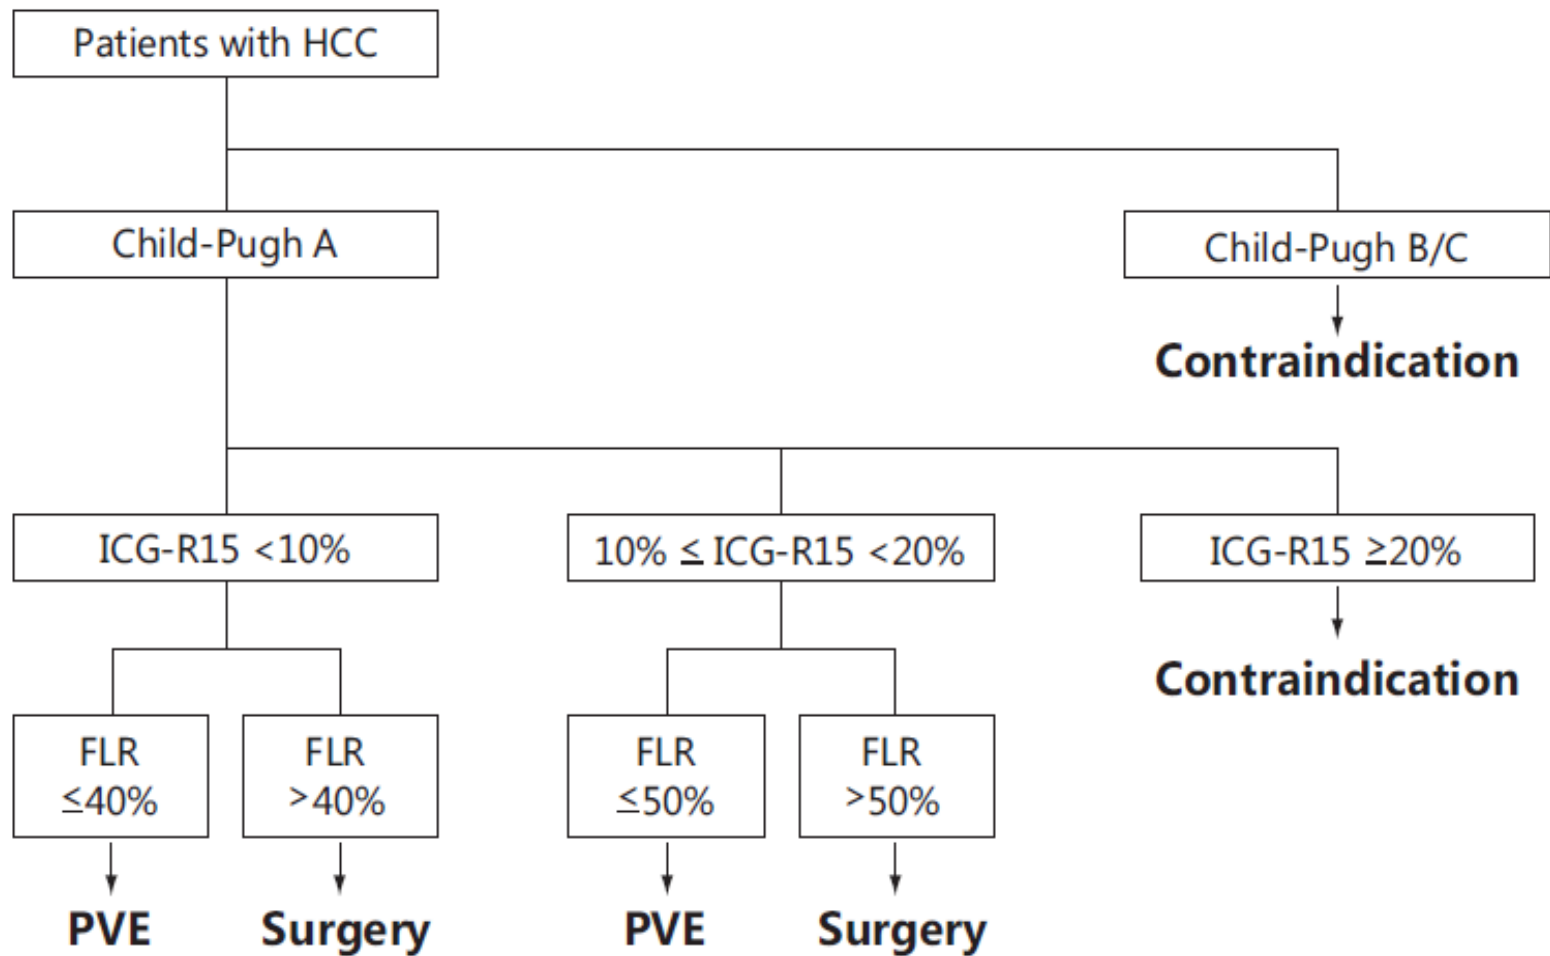 Patients with HCC
Child-Pugh A
Child-Pugh B/C
Contraindication
ICG-R15 <10%
10% ≤ ICG-R15 <20%
ICG-R15 ≥20%
Contraindication
FLR
≤40%
FLR
>40%
FLR
≤50%
FLR
>50%
PVE
Surgery
PVE
Surgery